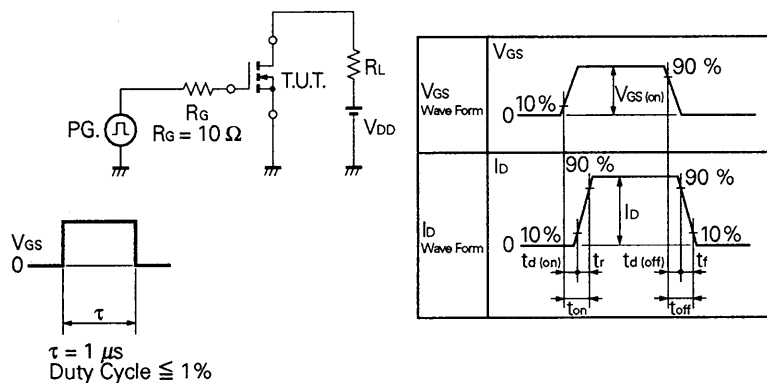 PG.
RG
RG = 10 Ω
T.U.T.
RL
VDD
VGS
0
τ
τ = 1 μs
Duty Cycle ≦ 1%
VGS
Wave Form
VGS
0
10%
VGS (on)
90 %
ID
Wave Form
ID
0
10%
90%
ID
90%
10%
td (on)
tr
td (off)
tf
ton
toff